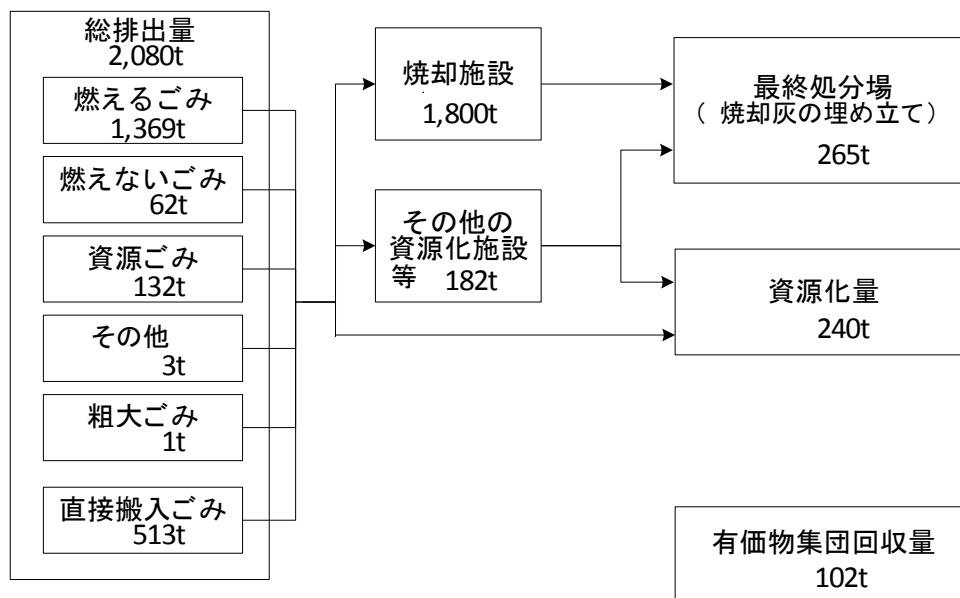 総排出量
2,080t
燃えるごみ
1,369t
燃えないごみ
62t
資源ごみ
132t
その他
3t
粗大ごみ
1t
直接搬入ごみ
513t
焼却施設
1,800t
その他の
資源化施設
等 182t
最終処分場
( 焼却灰の埋め立て)
265t
資源化量
240t
有価物集団回収量
102t